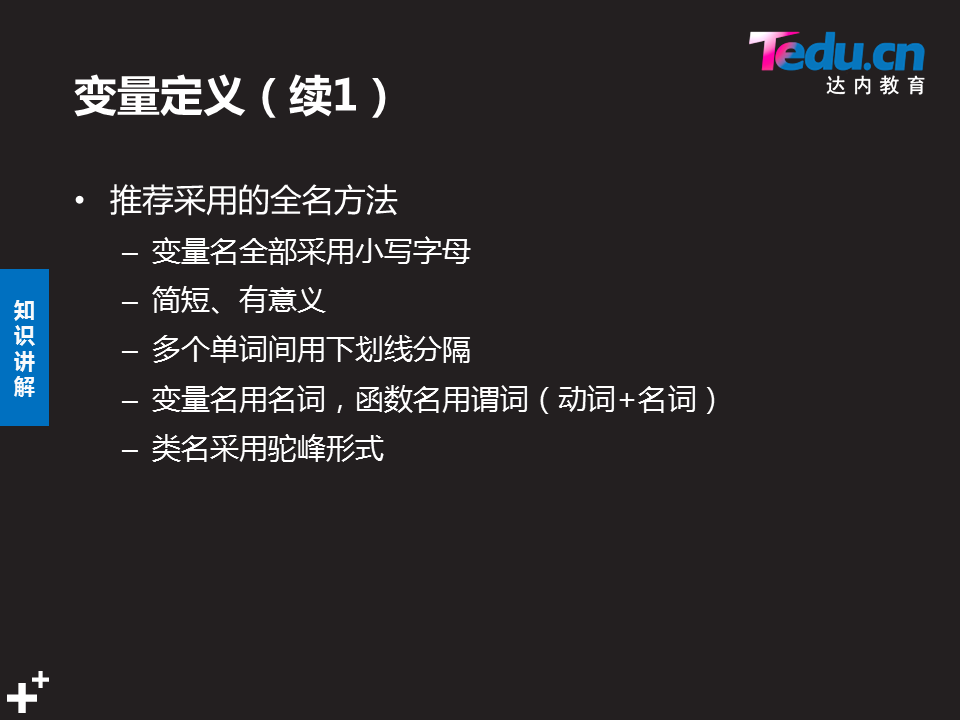 Tedu.cn
达内教育
变量定义（续1）
• 推荐采用的全名方法
– 变量名全部采用小写字母
– 简短、有意义
– 多个单词间用下划线分隔
– 变量名用名词，函数名用谓词（动词+名词）
– 类名采用驼峰形式
知识讲解